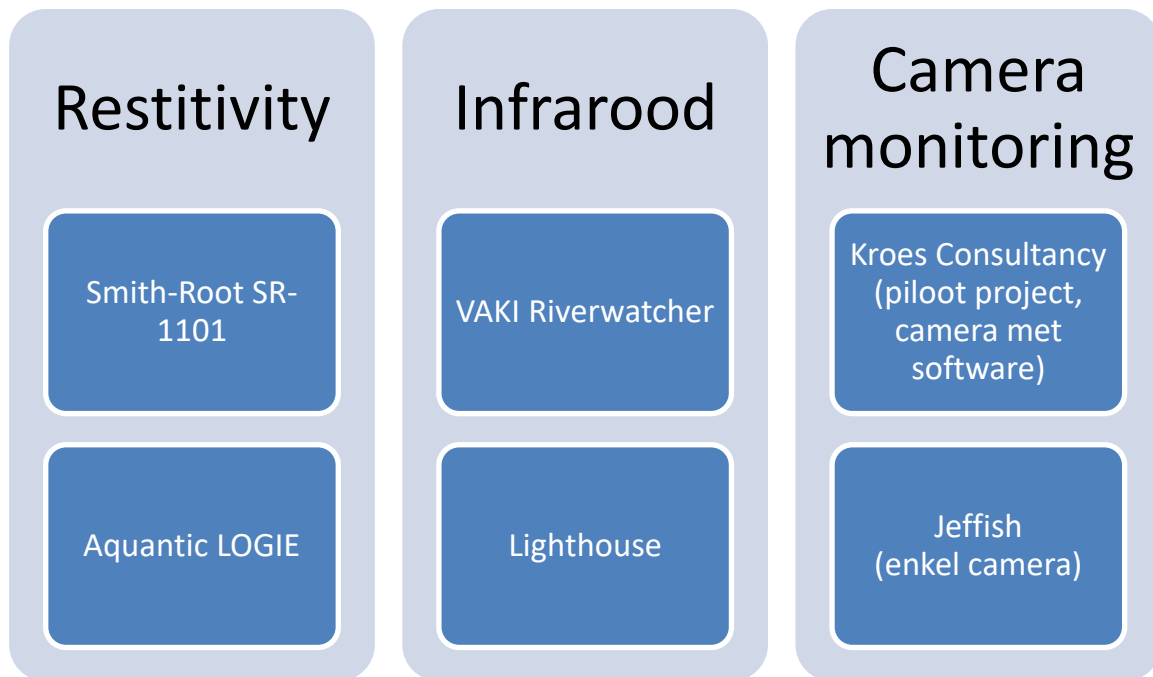 Restitivity
Smith-Root SR-
1101
Aquantic LOGIE
Infrarood
VAKI Riverwatcher
Lighthouse
Camera
monitoring
Kroes Consultancy
(piloot project,
camera met
software)
Jeffish
(enkel camera)